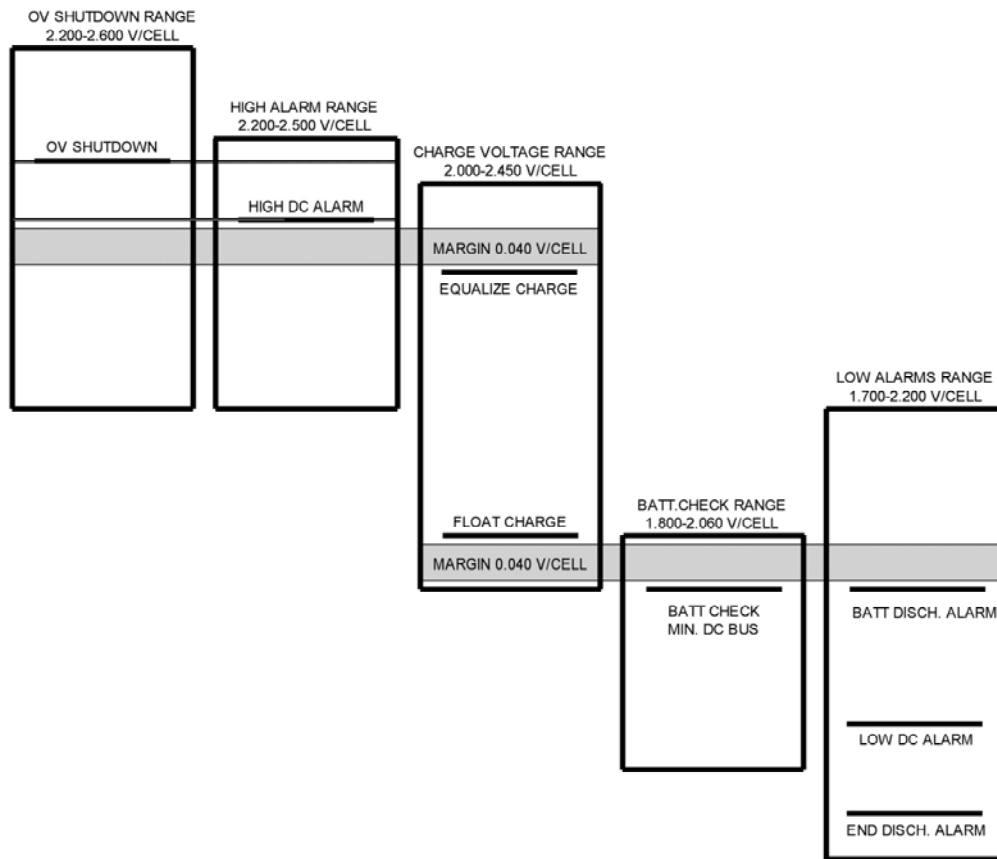 OV SHUTDOWN RANGE
2.200-2.600 V/CELL
OV SHUTDOWN
HIGH ALARM RANGE
2.200-2.500 V/CELL
HIGH DC ALARM
CHARGE VOLTAGE RANGE
2.000-2.450 V/CELL
MARGIN 0.040 V/CELL
EQUALIZE CHARGE
FLOAT CHARGE
MARGIN 0.040 V/CELL
BATT.CHECK RANGE
1.800-2.060 V/CELL
BATT CHECK
MIN. DC BUS
LOW ALARMS RANGE
1.700-2.200 V/CELL
BATT DISCH. ALARM
LOW DC ALARM
END DISCH. ALARM